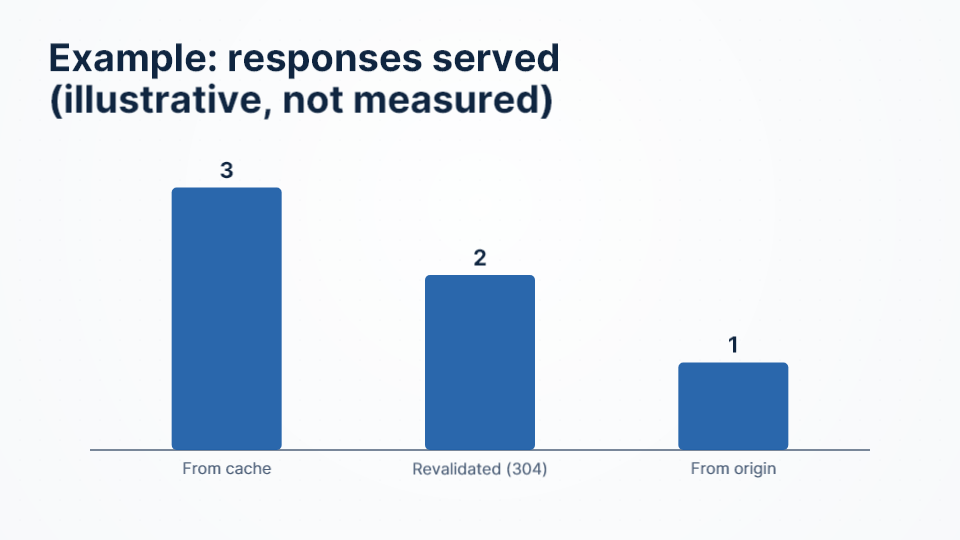 Example: responses served
(illustrative, not measured)
3
2
1
From cache
Revalidated (304)
From origin